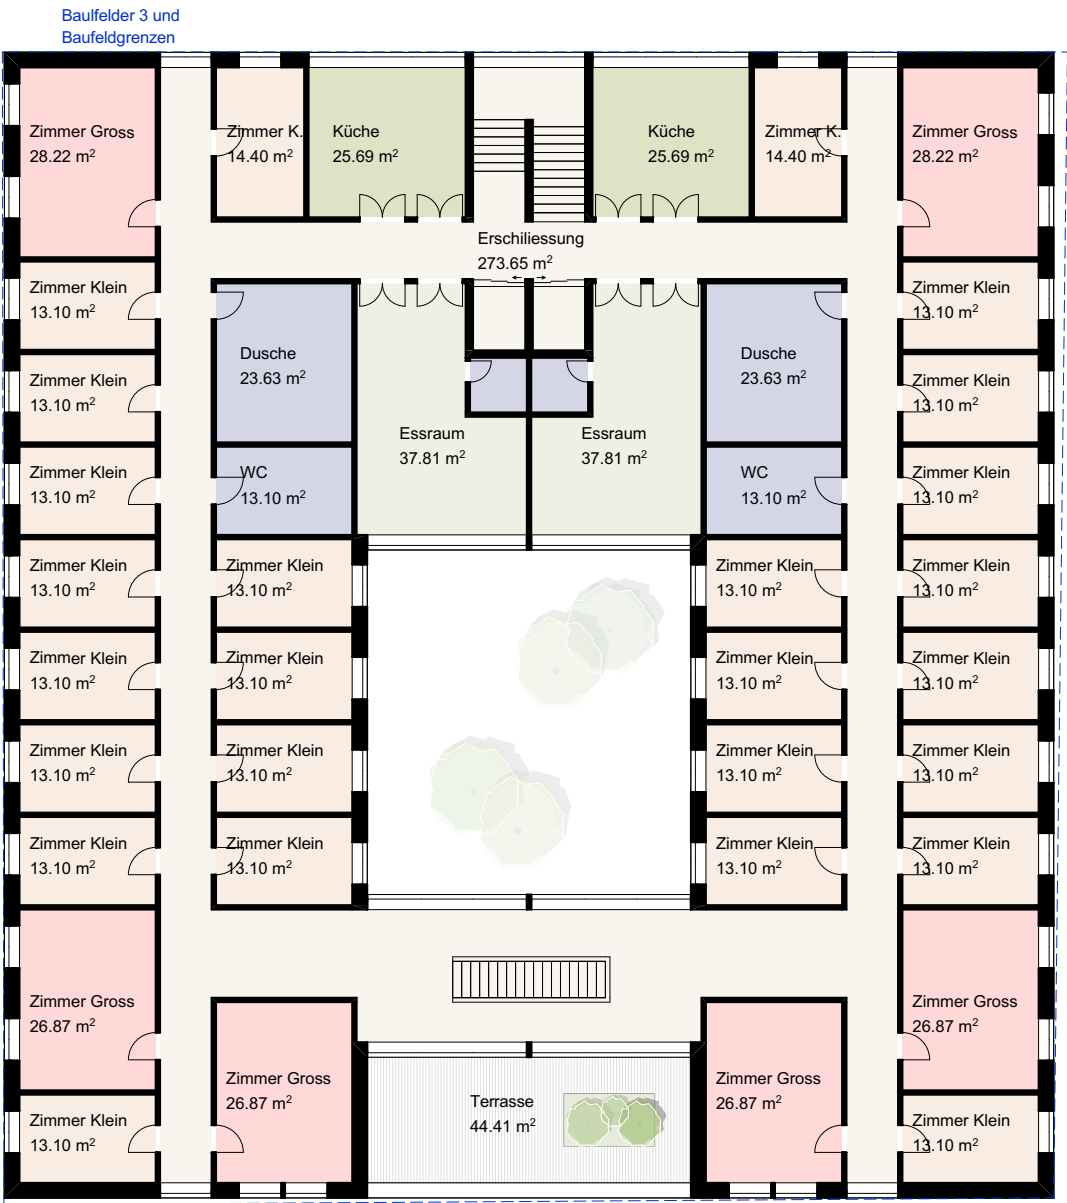 Baulfelder 3 und
Baufeldgrenzen
Zimmer Gross
28.22 m²
Zimmer K.
14.40 m²
Küche
25.69 m²
Küche
25.69 m²
Zimmer K.
14.40 m²
Zimmer Gross
28.22 m²
Erschiliessung
273.65 m²
Zimmer Klein
13.10 m²
Zimmer Klein
13.10 m²
Dusche
23.63 m²
Dusche
23.63 m²
Zimmer Klein
13.10 m²
Zimmer Klein
13.10 m²
Essraum
37.81 m²
Essraum
37.81 m²
Zimmer Klein
13.10 m²
WC
13.10 m²
WC
13.10 m²
Zimmer Klein
13.10 m²
Zimmer Klein
13.10 m²
Zimmer Klein
13.10 m²
Zimmer Klein
13.10 m²
Zimmer Klein
13.10 m²
Zimmer Klein
13.10 m²
Zimmer Klein
13.10 m²
Zimmer Klein
13.10 m²
Zimmer Klein
13.10 m²
Zimmer Klein
13.10 m²
Zimmer Klein
13.10 m²
Zimmer Klein
13.10 m²
Zimmer Klein
13.10 m²
Zimmer Klein
13.10 m²
Zimmer Klein
13.10 m²
Zimmer Klein
13.10 m²
Zimmer Klein
13.10 m²
Zimmer Gross
26.87 m²
Zimmer Gross
26.87 m²
Zimmer Gross
26.87 m²
Zimmer Gross
26.87 m²
Terrasse
44.41 m²
Zimmer Klein
13.10 m²
Zimmer Klein
13.10 m²